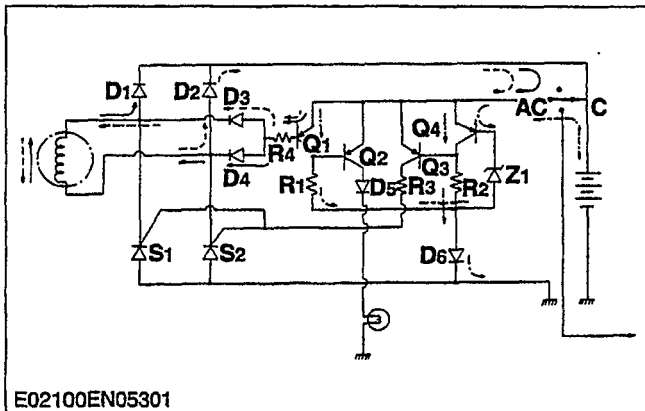 D1 D2 D3
AC C
Q1 Q4
R4 Q2 Q3
D4 R1 D5 R3 R2 Z1
S1 S2 D6
E02100EN05301